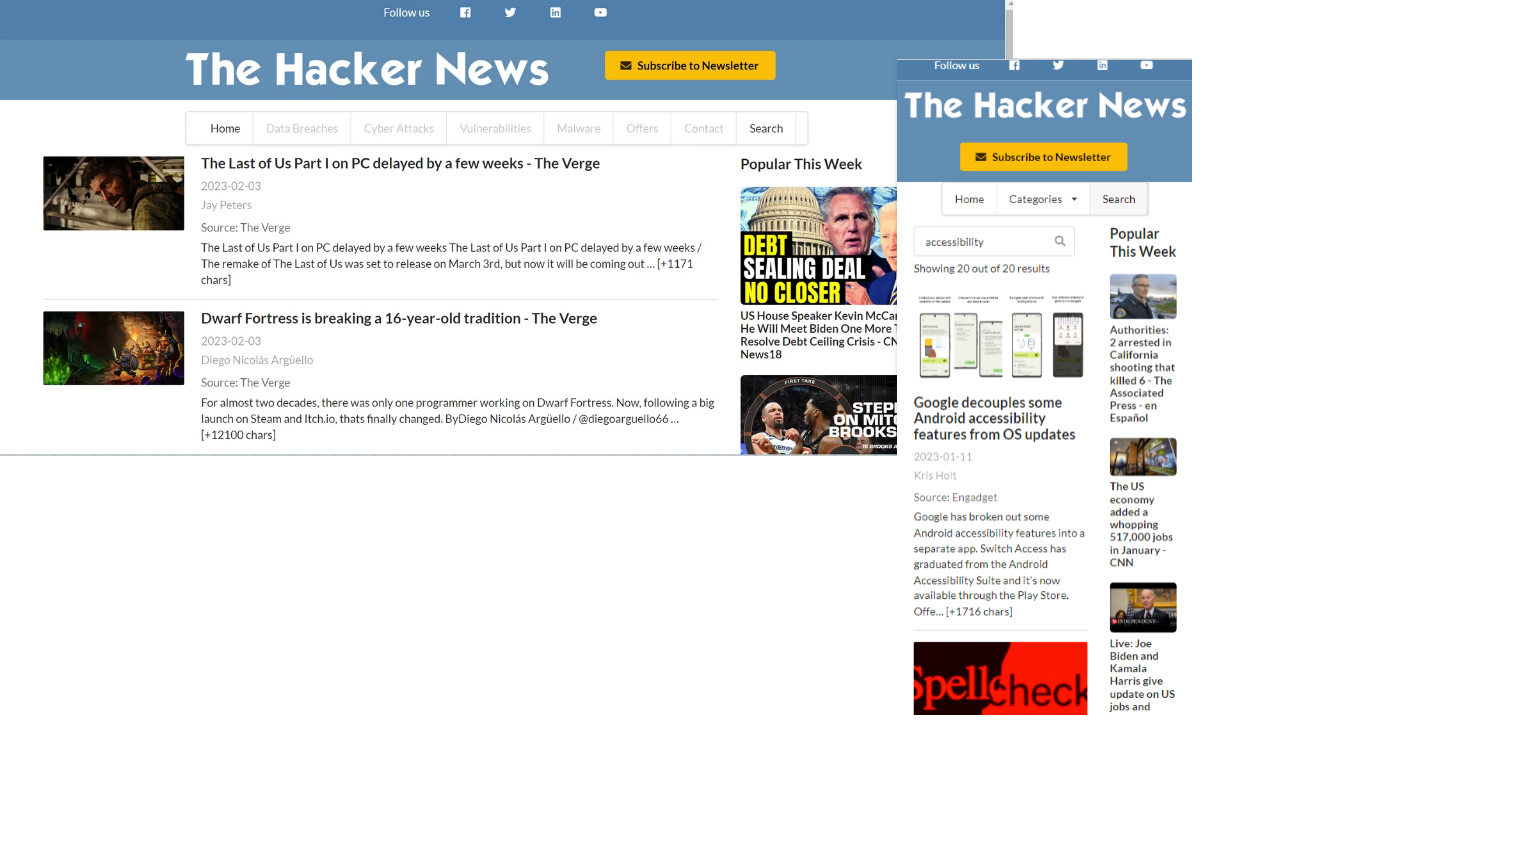 Follow us
The Hacker News
Subscribe to Newsletter
Home
Data Breaches
Cyber Attacks
Vulnerabilities
Malware
Offers
Contact
Search
The Last of Us Part I on PC delayed by a few weeks - The Verge
2023-02-03
Jay Peters
Source: The Verge
The Last of Us Part I on PC delayed by a few weeks The Last of Us Part I on PC delayed by a few weeks /
The remake of The Last of Us was set to release on March 3rd, but now it will be coming out … [+1171
chars]
Dwarf Fortress is breaking a 16-year-old tradition - The Verge
2023-02-03
Diego Nicolás Argüello
Source: The Verge
For almost two decades, there was only one programmer working on Dwarf Fortress. Now, following a big
launch on Steam and Itch.io, thats finally changed. ByDiego Nicolás Argüello / @diegoarguello66 …
[+12100 chars]
Popular This Week
DEBT
SEALING DEAL
NO CLOSER
US House Speaker Kevin McCar
He Will Meet Biden One More T
Resolve Debt Ceiling Crisis - CN
News18
FIRST TAKE
STEP
ON MIT
BROOKS
Follow us
The Hacker News
Subscribe to Newsletter
Home
Categories
Search
accessibility
Showing 20 out of 20 results
Google decouples some
Android accessibility
features from OS updates
2023-01-11
Kris Holt
Source: Engadget
Google has broken out some
Android accessibility features into a
separate app. Switch Access has
graduated from the Android
Accessibility Suite and it's now
available through the Play Store.
Offe… [+1716 chars]
Spellcheck
Popular
This Week
Authorities:
2 arrested in
California
shooting that
killed 6 - The
Associated
Press - en
Español
The US
economy
added a
whopping
517,000 jobs
in January -
CNN
INDEPENDENT
Live: Joe
Biden and
Kamala
Harris give
update on US
jobs and